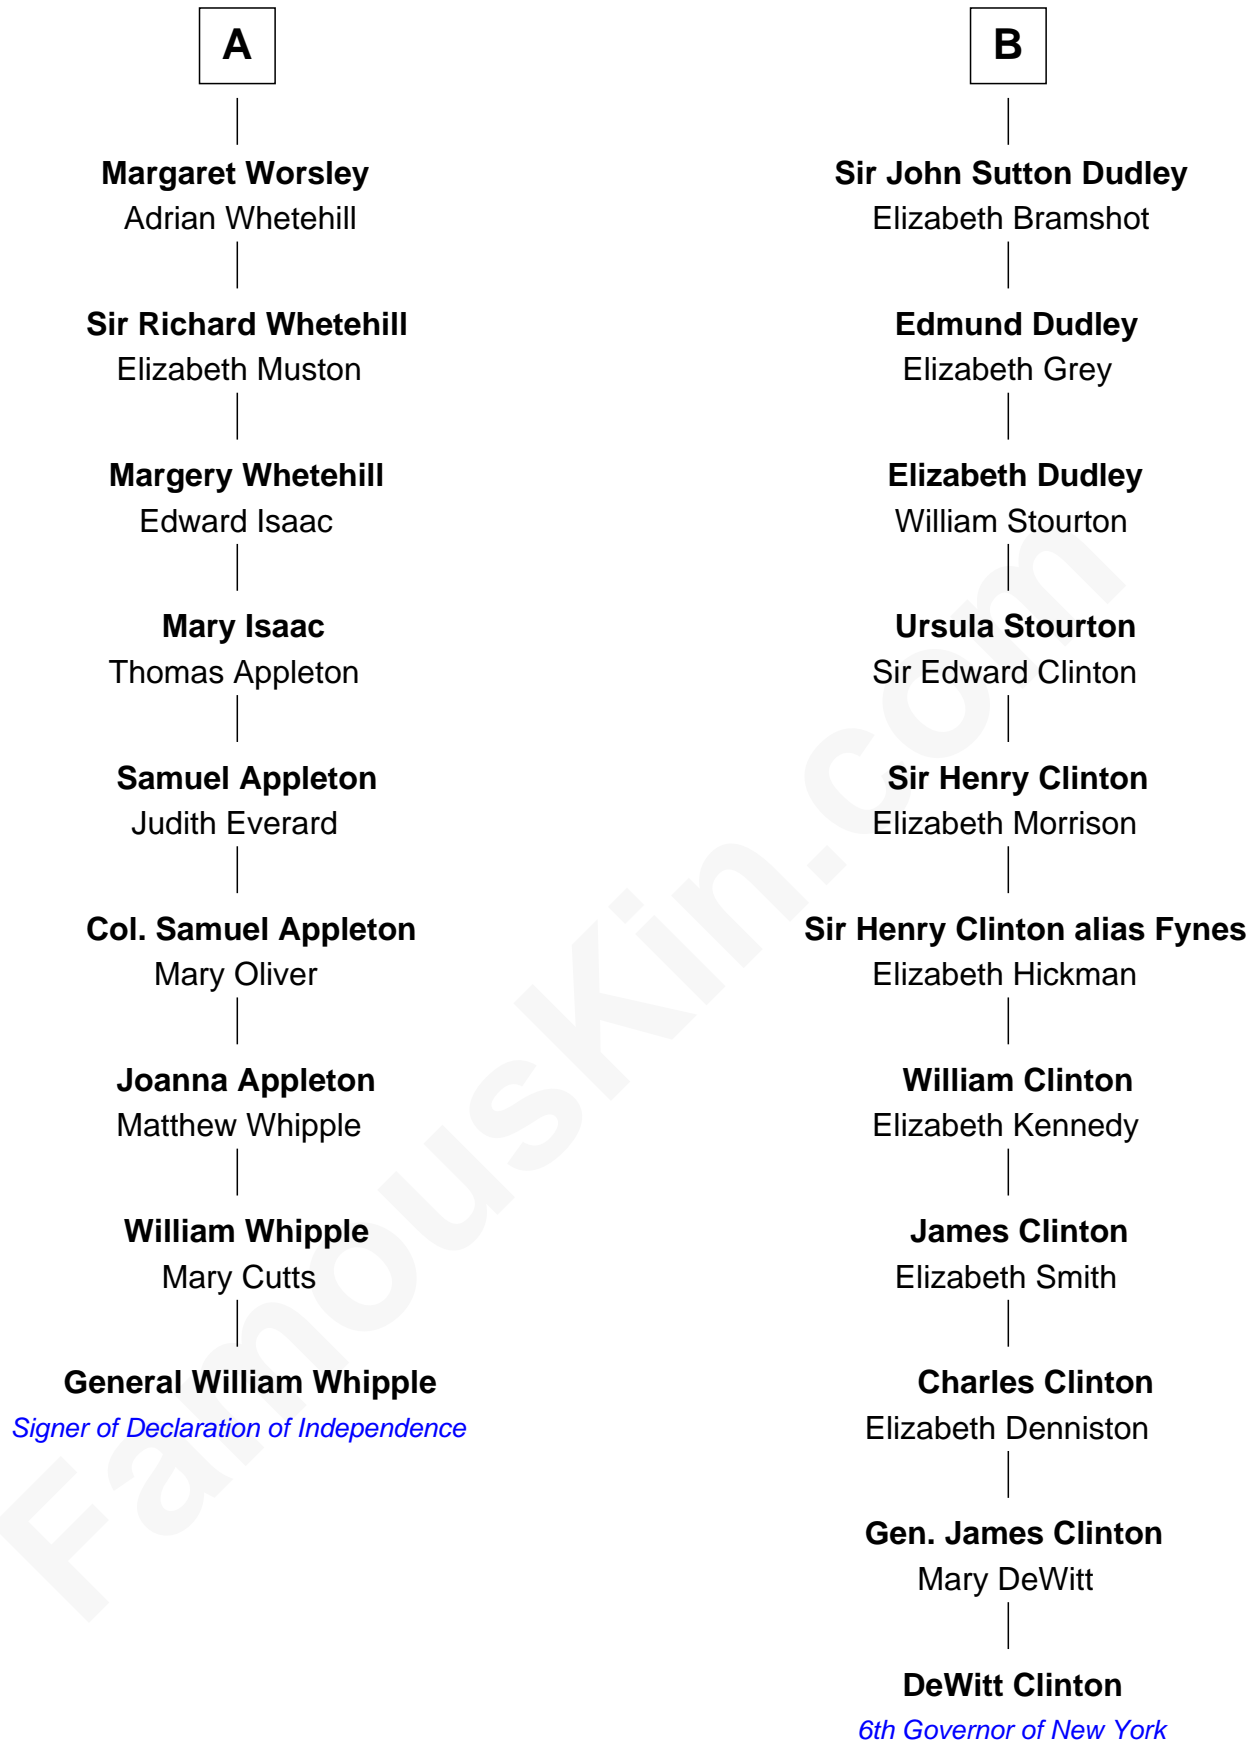 A
Margaret Worsley
Adrian Whetehill
Sir Richard Whetehill
Elizabeth Muston
Margery Whetehill
Edward Isaac
Mary Isaac
Thomas Appleton
Samuel Appleton
Judith Everard
Col. Samuel Appleton
Mary Oliver
Joanna Appleton
Matthew Whipple
William Whipple
Mary Cutts
General William Whipple
Signer of Declaration of Independence
B
Sir John Sutton Dudley
Elizabeth Bramshot
Edmund Dudley
Elizabeth Grey
Elizabeth Dudley
William Stourton
Ursula Stourton
Sir Edward Clinton
Sir Henry Clinton
Elizabeth Morrison
Sir Henry Clinton alias Fynes
Elizabeth Hickman
William Clinton
Elizabeth Kennedy
James Clinton
Elizabeth Smith
Charles Clinton
Elizabeth Denniston
Gen. James Clinton
Mary DeWitt
DeWitt Clinton
6th Governor of New York
FamousKin.com